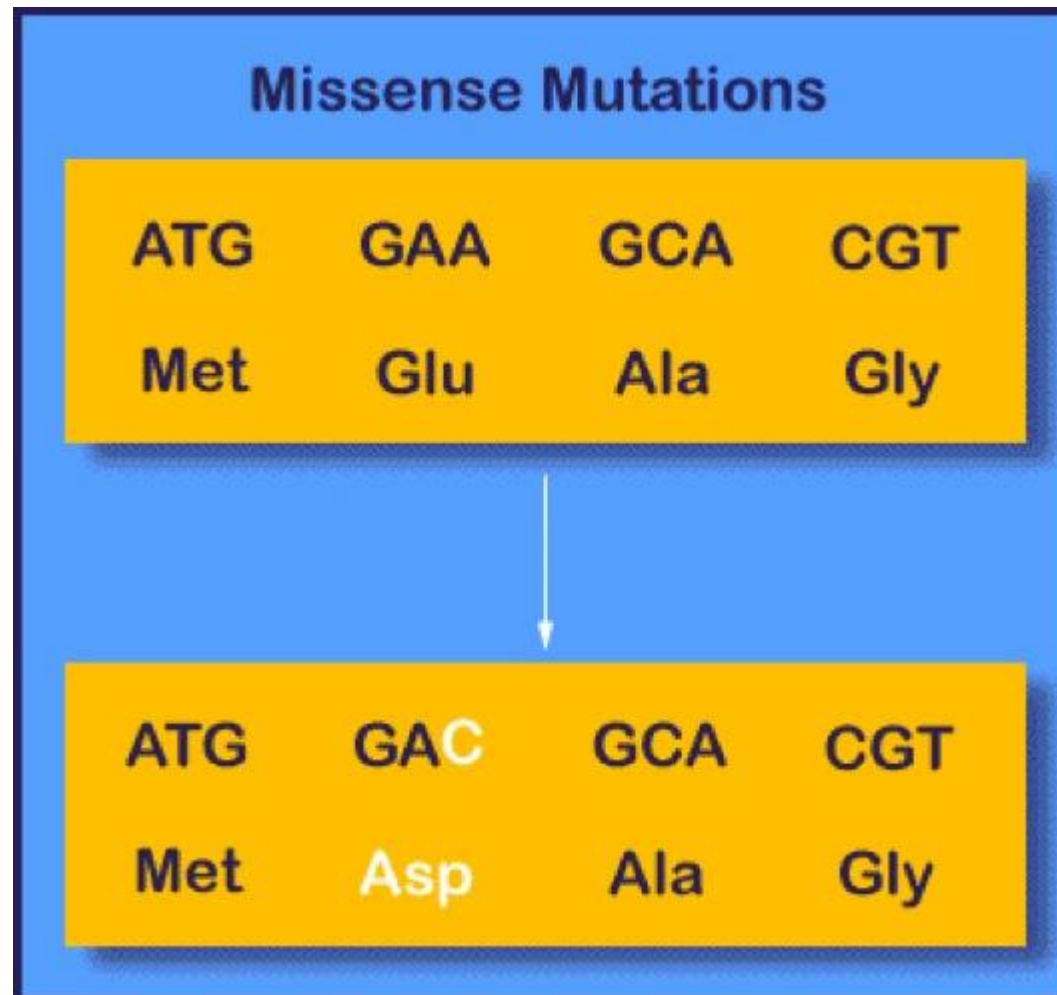 Missense Mutations
ATG GAA GCA CGT
Met Glu Ala Gly
ATG GAC GCA CGT
Met Asp Ala Gly